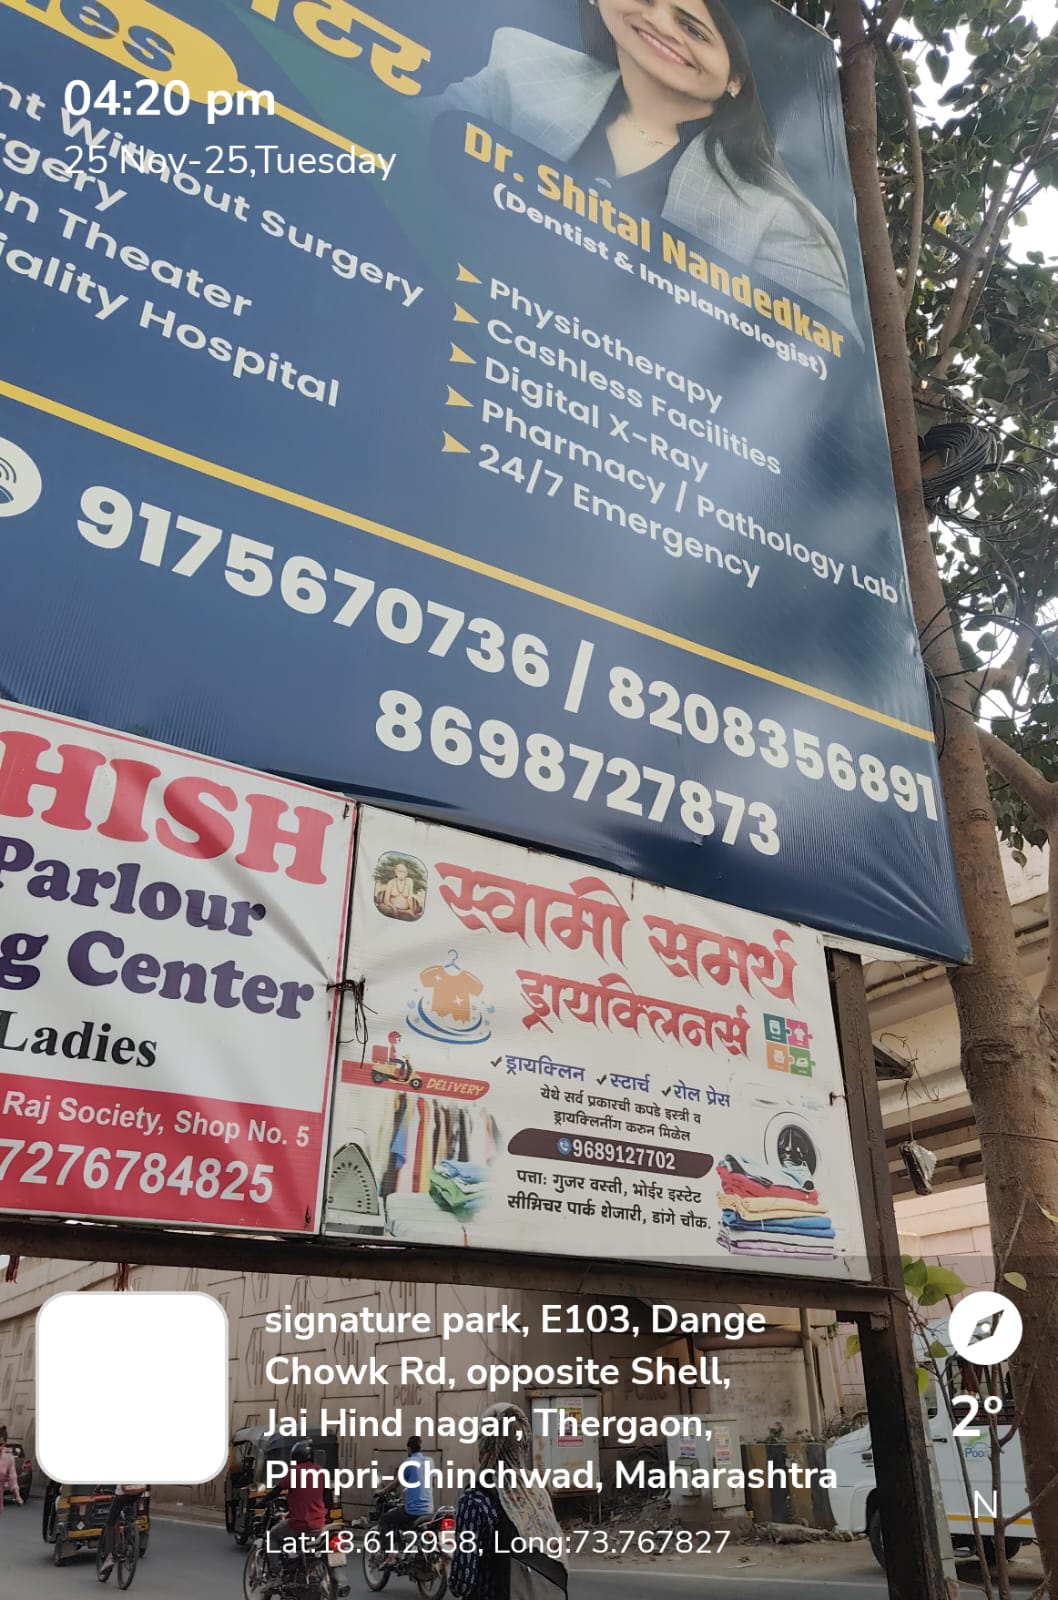 04:20 pm
25 Nov-25,Tuesday
Without Surgery
Theater
Hospital
Dr. Shital Nandedkar
(Dentist & Implantologist)
Physiotherapy
Cashless Facilities
Digital X-Ray
Pharmacy / Pathology Lab
24/7 Emergency
9175670736 / 8208356891
8698727873
HISH
Parlour
g Center
Ladies
Raj Society, Shop No. 5
7276784825
स्वामी समर्थ
ड्रायक्लिनर्स
DELIVERY
ड्रायक्लिन स्टार्च रोल प्रेस
येथे सर्व प्रकारची कपडे इस्त्री व
ड्रायक्लिनींग करुन मिळेल
9689127702
पत्ता: गुजर वस्ती, भोईर इस्टेट
सीग्निचर पार्क शेजारी, डांगे चौक.
signature park, E103, Dange
Chowk Rd, opposite Shell,
Jai Hind nagar, Thergaon,
Pimpri-Chinchwad, Maharashtra
Lat:18.612958, Long:73.767827
2°
N
PCMC
PCMC